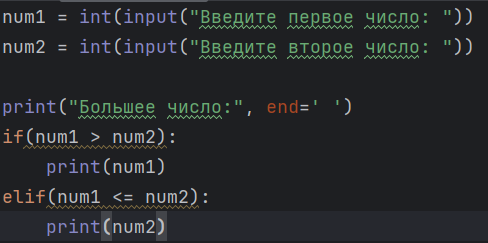 num1 = int(input("Введите первое число: "))
num2 = int(input("Введите второе число: "))
print("Большее число:", end=' ')
if(num1 > num2):
    print(num1)
elif(num1 <= num2):
    print(num2)